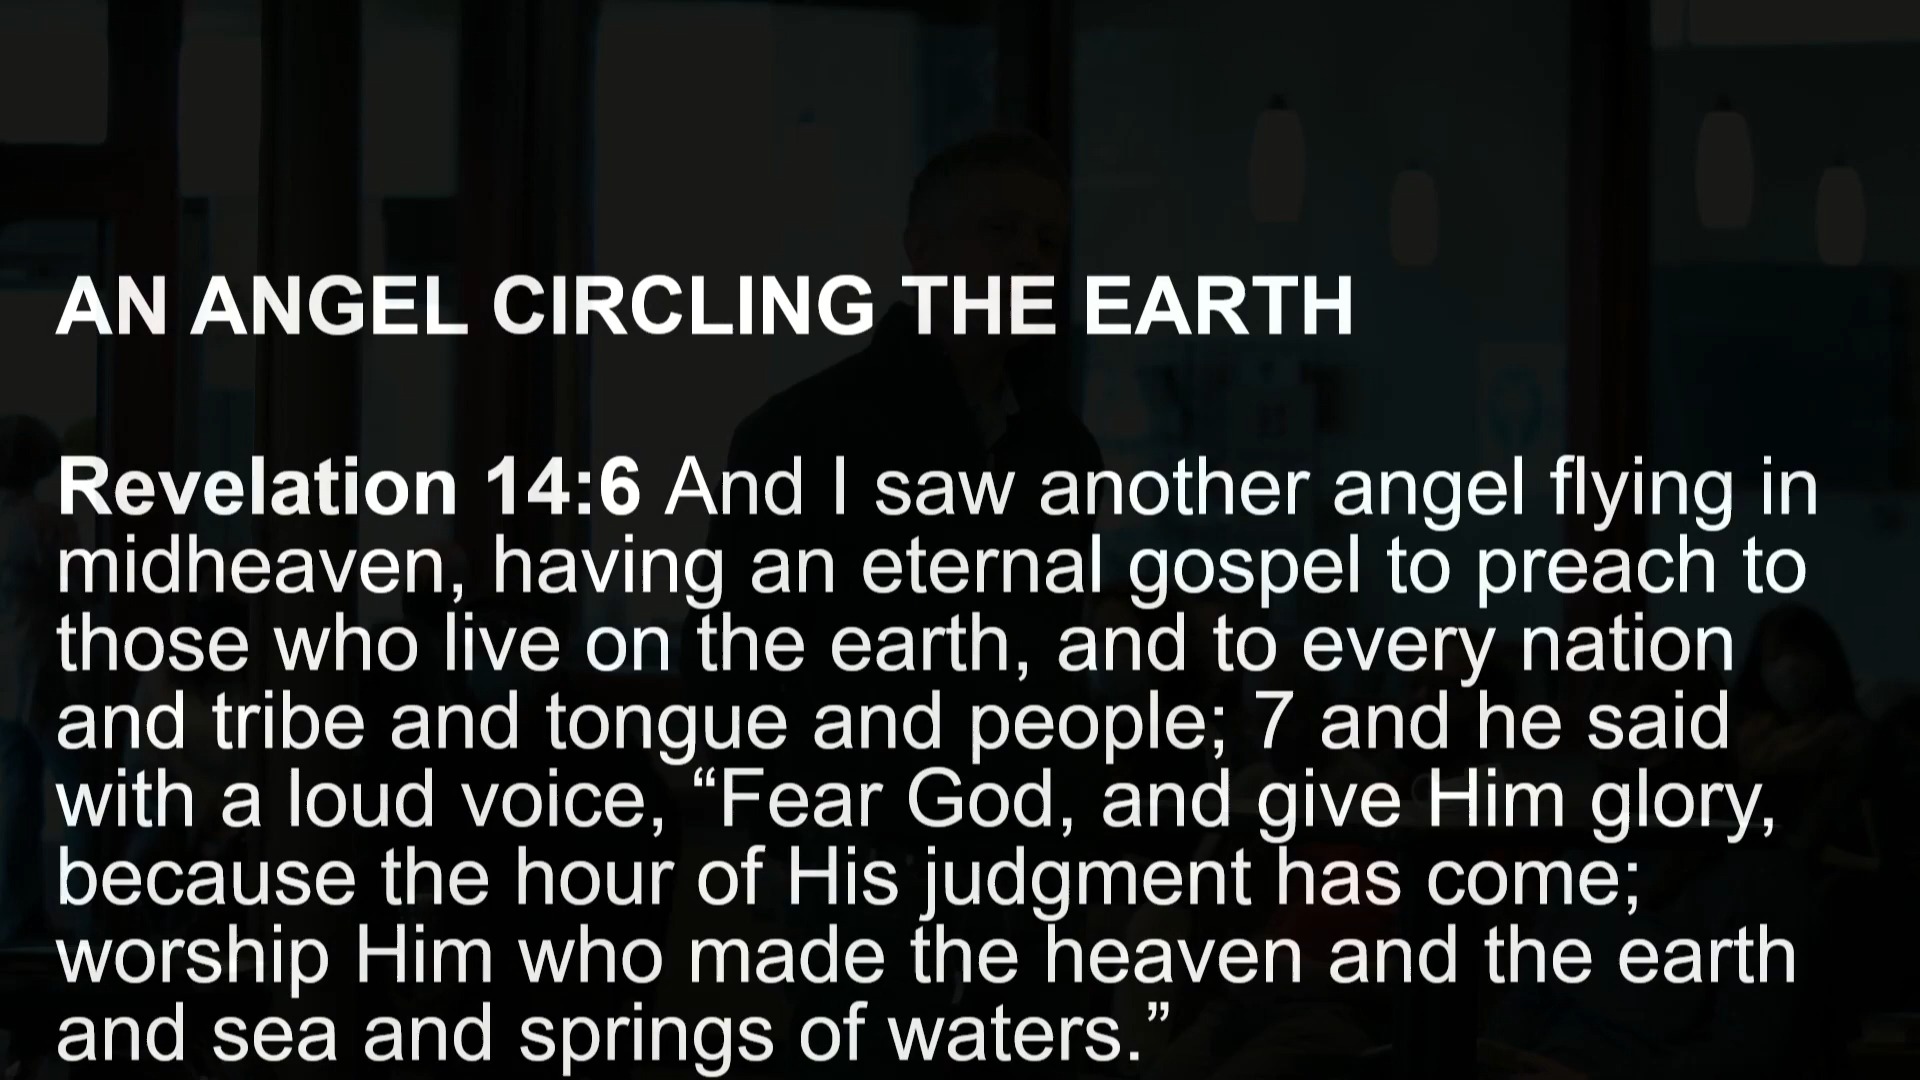 AN ANGEL CIRCLING THE EARTH
Revelation 14:6 And I saw another angel flying in
midheaven, having an eternal gospel to preach to
those who live on the earth, and to every nation
and tribe and tongue and people; 7 and he said
with a loud voice, “Fear God, and give Him glory,
because the hour of His judgment has come;
worship Him who made the heaven and the earth
and sea and springs of waters.”